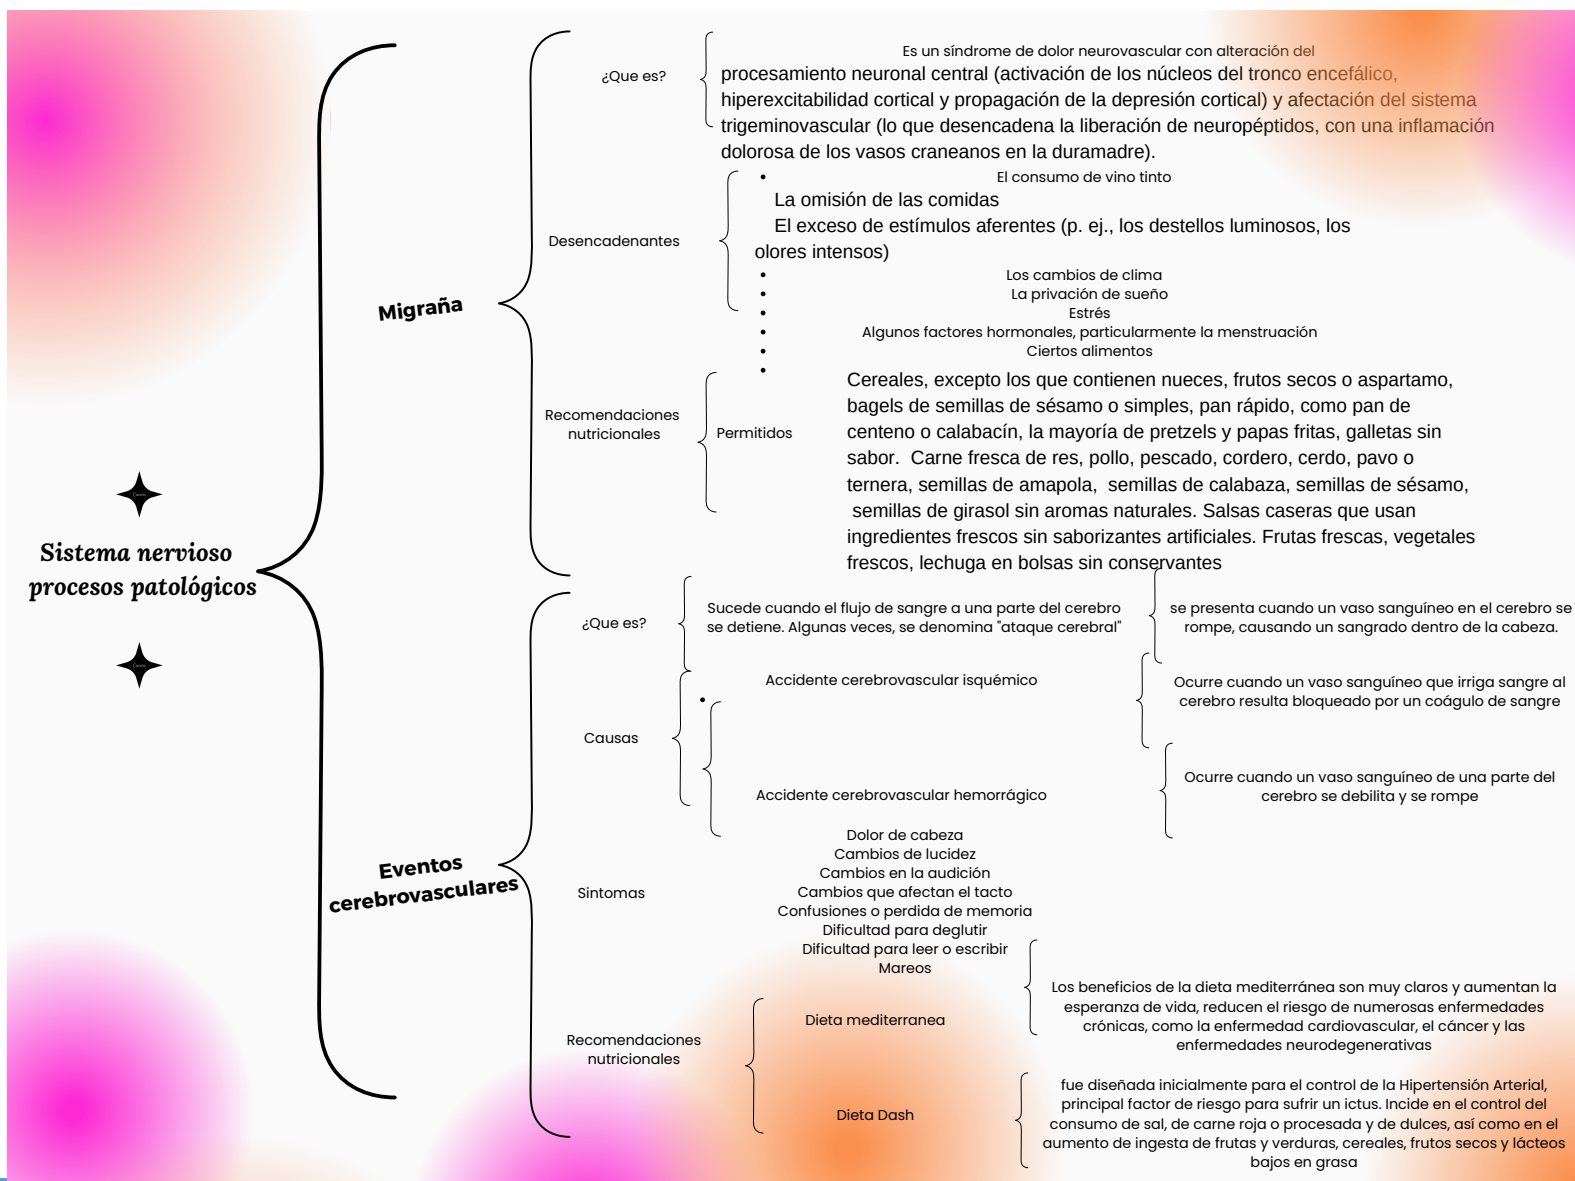 Sistema nervioso
procesos patológicos
Migraña
¿Que es?
Es un síndrome de dolor neurovascular con alteración del
procesamiento neuronal central (activación de los núcleos del tronco encefálico,
hiperexcitabilidad cortical y propagación de la depresión cortical) y afectación del sistema
trigeminovascular (lo que desencadena la liberación de neuropéptidos, con una inflamación
dolorosa de los vasos craneanos en la duramadre).
Desencadenantes
El consumo de vino tinto
La omisión de las comidas
El exceso de estímulos aferentes (p. ej., los destellos luminosos, los
olores intensos)
Los cambios de clima
La privación de sueño
Estrés
Algunos factores hormonales, particularmente la menstruación
Ciertos alimentos
Recomendaciones
nutricionales
Permitidos
Cereales, excepto los que contienen nueces, frutos secos o aspartamo,
bagels de semillas de sésamo o simples, pan rápido, como pan de
centeno o calabacín, la mayoría de pretzels y papas fritas, galletas sin
sabor.  Carne fresca de res, pollo, pescado, cordero, cerdo, pavo o
ternera, semillas de amapola,  semillas de calabaza, semillas de sésamo,
semillas de girasol sin aromas naturales. Salsas caseras que usan
ingredientes frescos sin saborizantes artificiales. Frutas frescas, vegetales
frescos, lechuga en bolsas sin conservantes
Eventos
cerebrovasculares
¿Que es?
Sucede cuando el flujo de sangre a una parte del cerebro
se detiene. Algunas veces, se denomina "ataque cerebral"
se presenta cuando un vaso sanguíneo en el cerebro se
rompe, causando un sangrado dentro de la cabeza.
Causas
Accidente cerebrovascular isquémico
Ocurre cuando un vaso sanguíneo que irriga sangre al
cerebro resulta bloqueado por un coágulo de sangre
Accidente cerebrovascular hemorrágico
Ocurre cuando un vaso sanguíneo de una parte del
cerebro se debilita y se rompe
Sintomas
Dolor de cabeza
Cambios de lucidez
Cambios en la audición
Cambios que afectan el tacto
Confusiones o perdida de memoria
Dificultad para deglutir
Dificultad para leer o escribir
Mareos
Recomendaciones
nutricionales
Dieta mediterranea
Los beneficios de la dieta mediterránea son muy claros y aumentan la
esperanza de vida, reducen el riesgo de numerosas enfermedades
crónicas, como la enfermedad cardiovascular, el cáncer y las
enfermedades neurodegenerativas
Dieta Dash
fue diseñada inicialmente para el control de la Hipertensión Arterial,
principal factor de riesgo para sufrir un ictus. Incide en el control del
consumo de sal, de carne roja o procesada y de dulces, así como en el
aumento de ingesta de frutas y verduras, cereales, frutos secos y lácteos
bajos en grasa